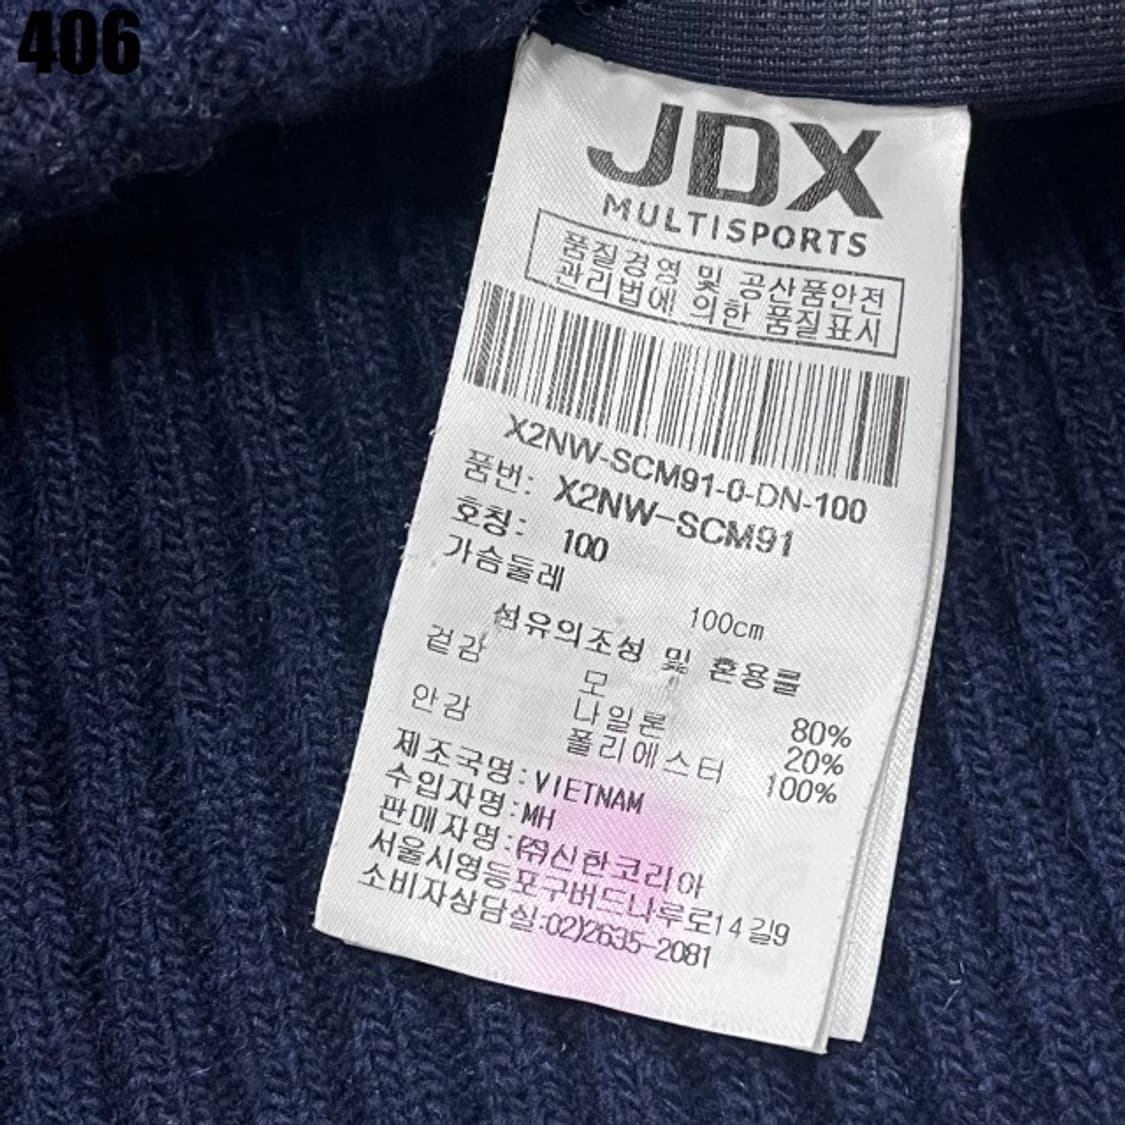 406
JDX
MULTISPORTS
품질경영 및 공산품안전
관리법에 의한 품질표시
X2NW-SCM91-0-DN-100
품번: X2NW-SCM91
호칭: 100
가슴둘레
100cm
섬유의조성 및 혼용률
겉감 모 80%
나일론 20%
안감 폴리에스터 100%
제조국명:VIETNAM
수입자명:MH
판매자명:(주)신한코리아
서울시영등포구버드나루로14길9
소비자상담실:02)2635-2081